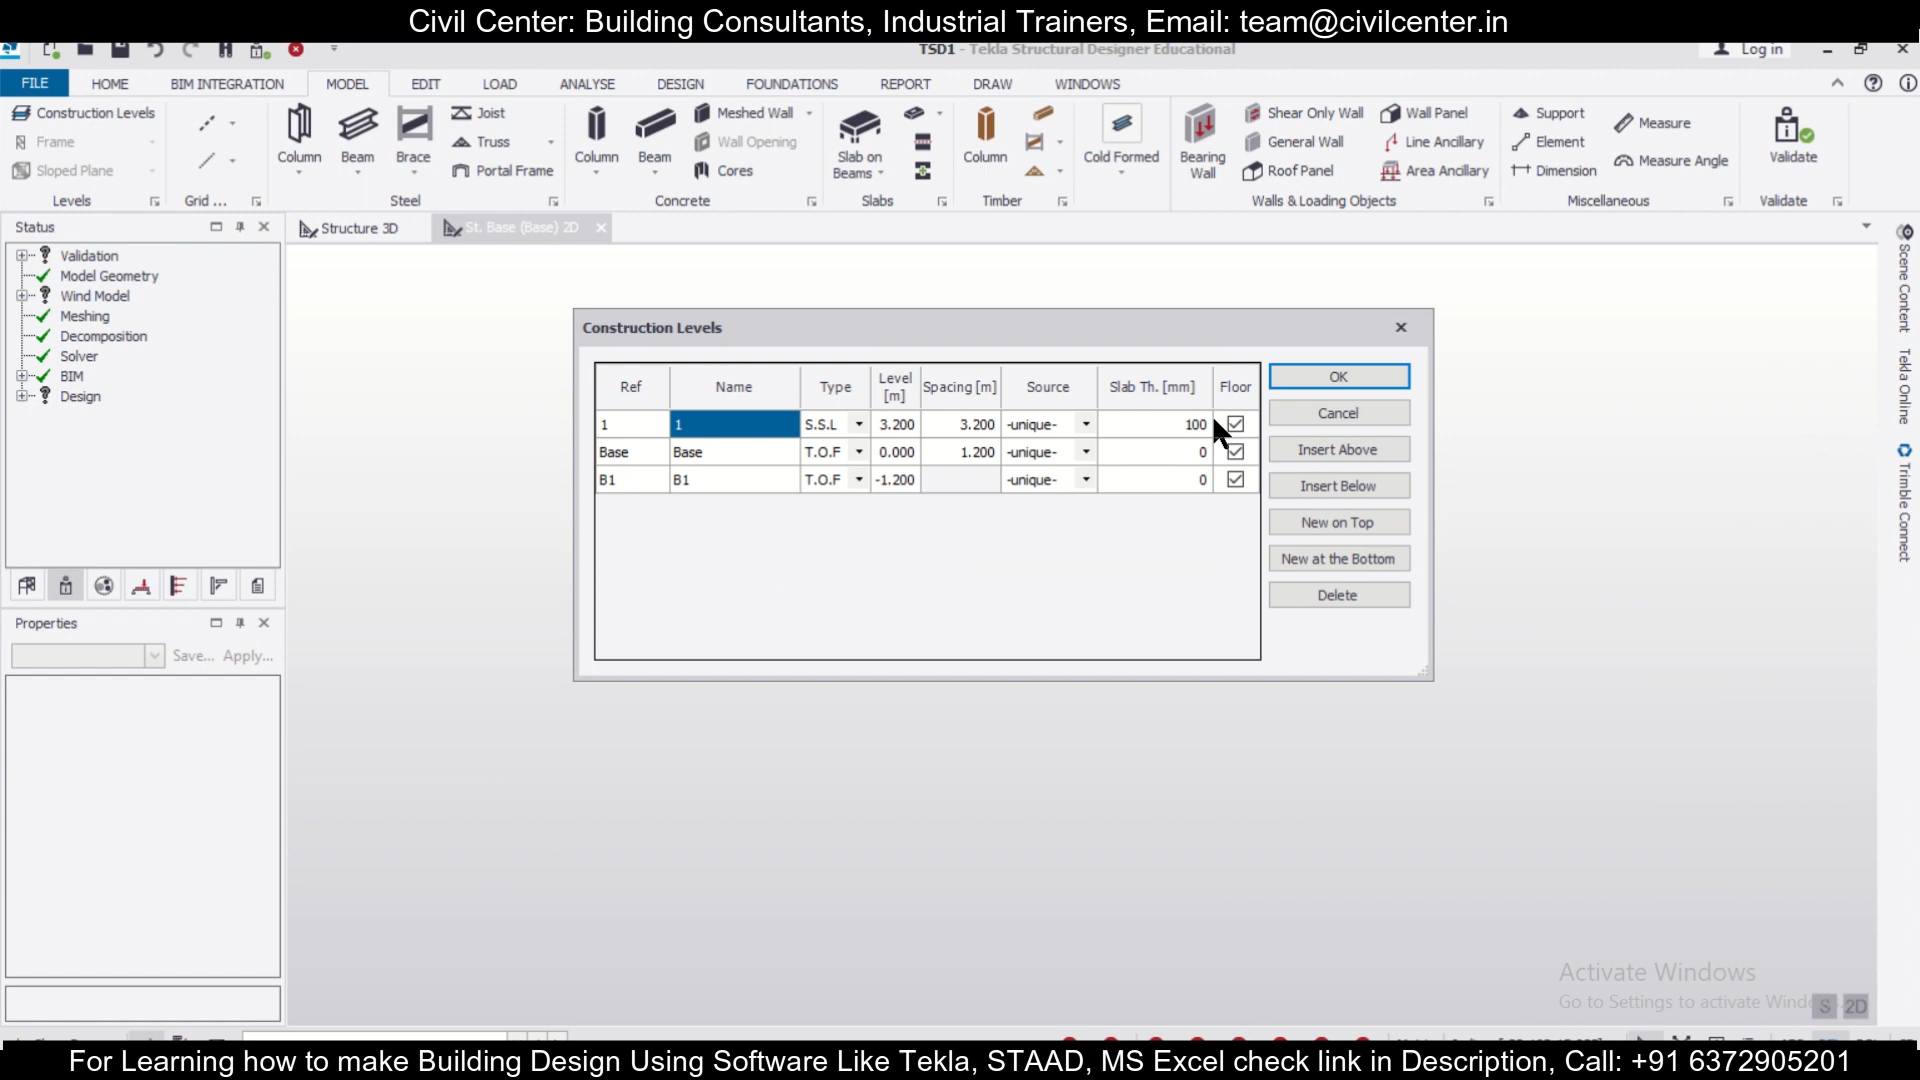 Civil Center: Building Consultants, Industrial Trainers, Email: team@civilcenter.in
TSD1 - Tekla Structural Designer Educational
Log in
FILE HOME BIM INTEGRATION MODEL EDIT LOAD ANALYSE DESIGN FOUNDATIONS REPORT DRAW WINDOWS
Construction Levels
Frame
Sloped Plane
Levels
Grid ...
Column
Beam
Brace
Joist
Truss
Portal Frame
Steel
Column
Beam
Meshed Wall
Wall Opening
Cores
Concrete
Slab on
Beams
Slabs
Column
Timber
Cold Formed
Bearing
Wall
Shear Only Wall
General Wall
Roof Panel
Wall Panel
Line Ancillary
Area Ancillary
Walls & Loading Objects
Support
Element
Dimension
Measure
Measure Angle
Miscellaneous
Validate
Validate
Status
Validation
Model Geometry
Wind Model
Meshing
Decomposition
Solver
BIM
Design
Properties
Save... Apply...
Structure 3D
St. Base (Base) 2D
Construction Levels
Ref Name Type Level [m] Spacing [m] Source Slab Th. [mm] Floor
1 1 S.S.L 3.200 3.200 -unique- 100
Base Base T.O.F 0.000 1.200 -unique- 0
B1 B1 T.O.F -1.200 -unique- 0
OK
Cancel
Insert Above
Insert Below
New on Top
New at the Bottom
Delete
Scene Content
Tekla Online
Trimble Connect
Activate Windows
Go to Settings to activate
S 2D
For Learning how to make Building Design Using Software Like Tekla, STAAD, MS Excel check link in Description, Call: +91 6372905201